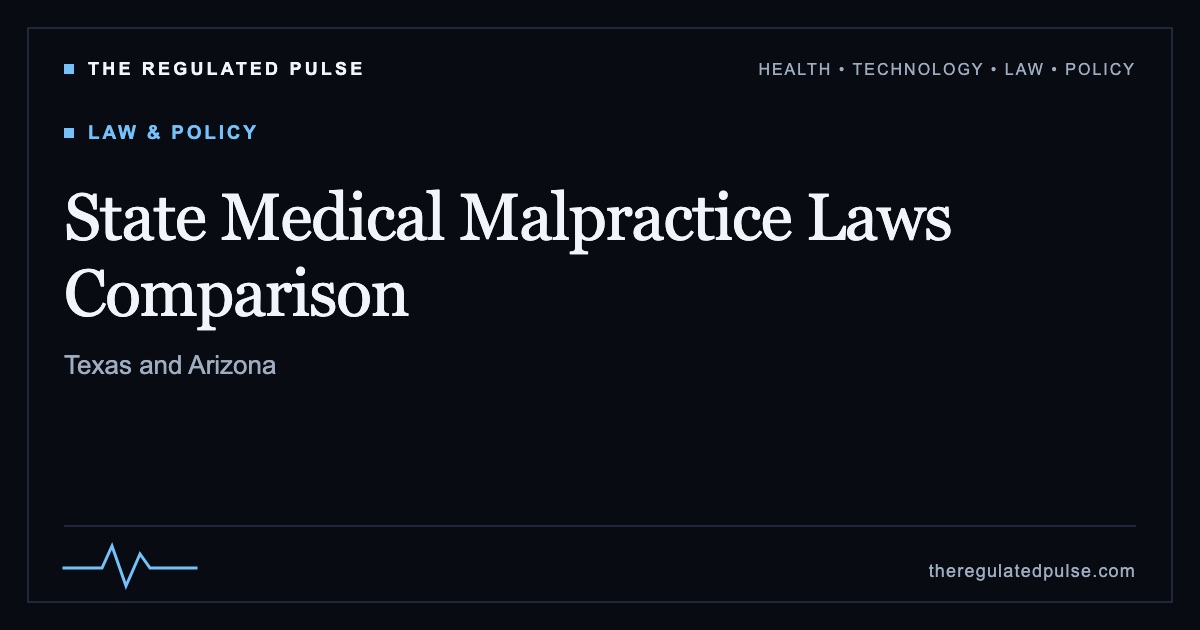 THE REGULATED PULSE
HEALTH • TECHNOLOGY • LAW • POLICY
LAW & POLICY
State Medical Malpractice Laws
Comparison
Texas and Arizona
theregulatedpulse.com